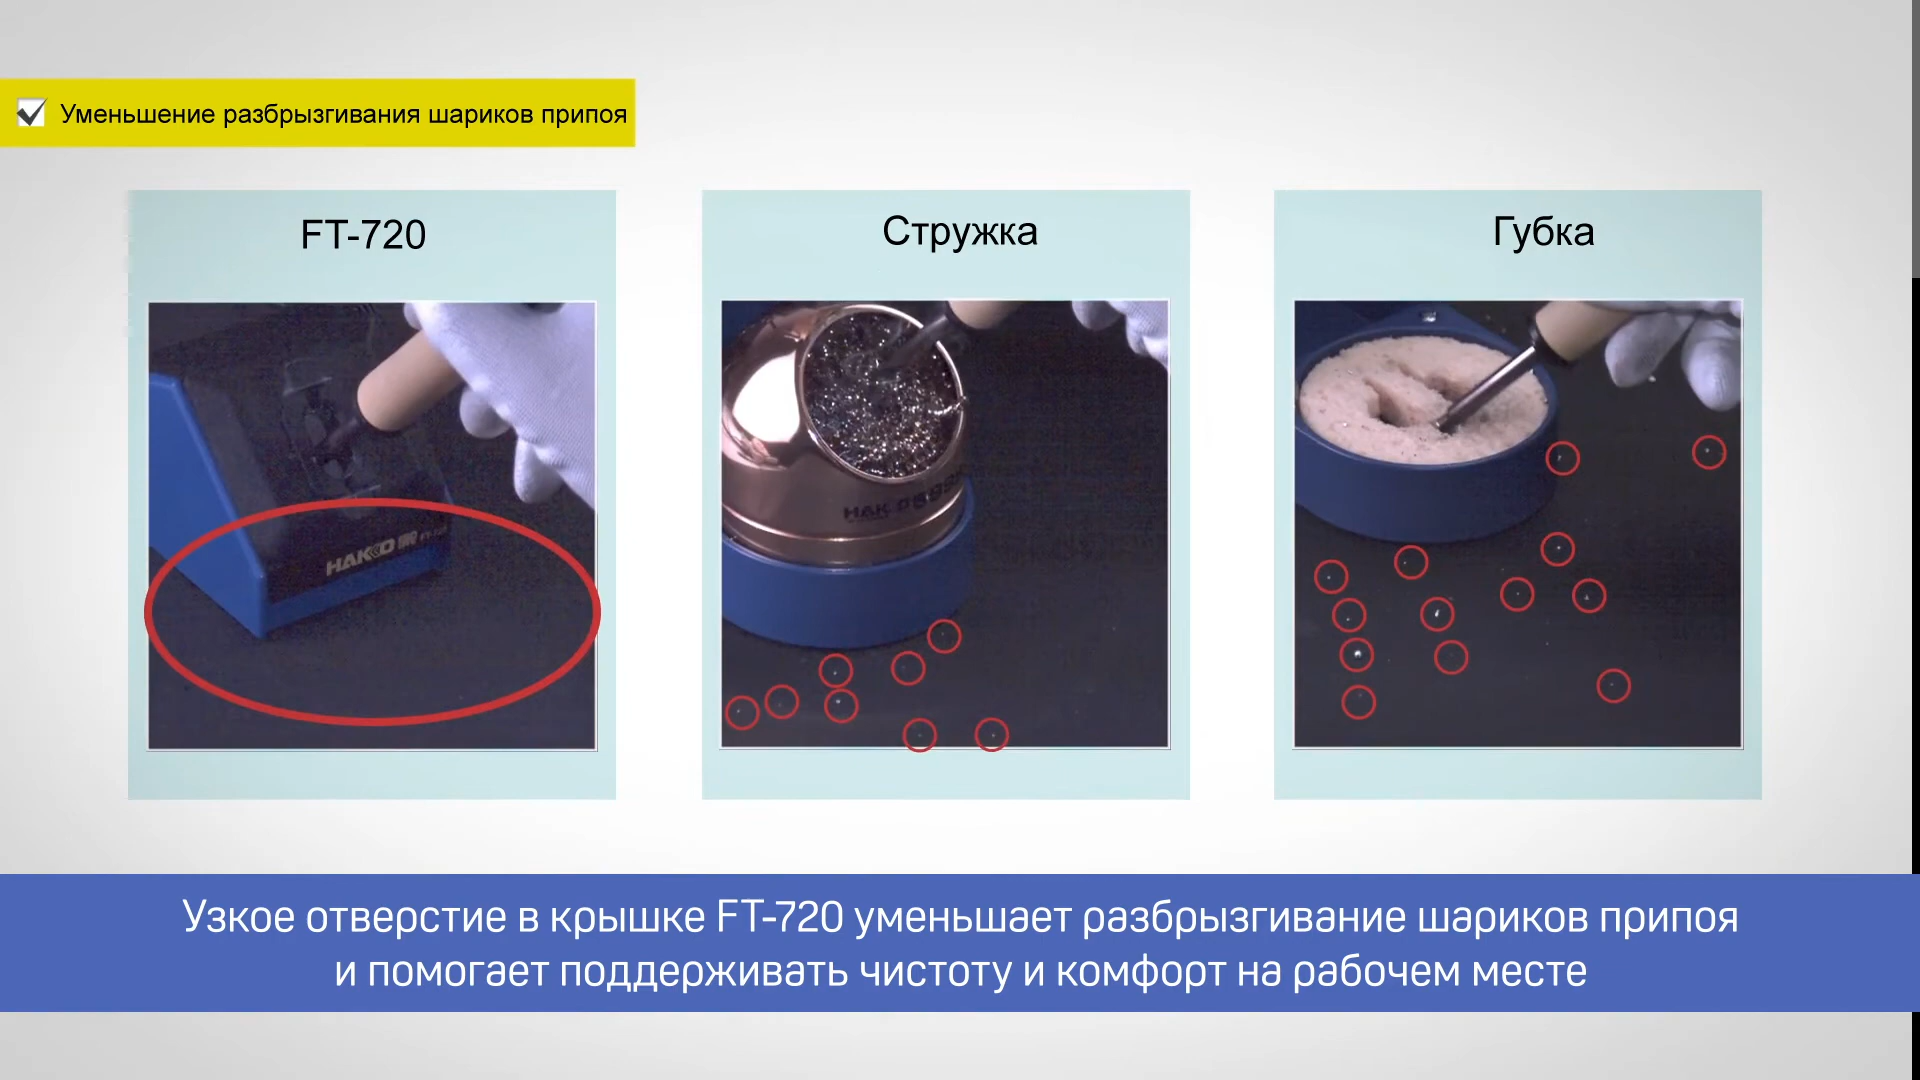 Уменьшение разбрызгивания шариков припоя
FT-720
Стружка
Губка
HAKKO
HAKKO
Узкое отверстие в крышке FT-720 уменьшает разбрызгивание шариков припоя
и помогает поддерживать чистоту и комфорт на рабочем месте